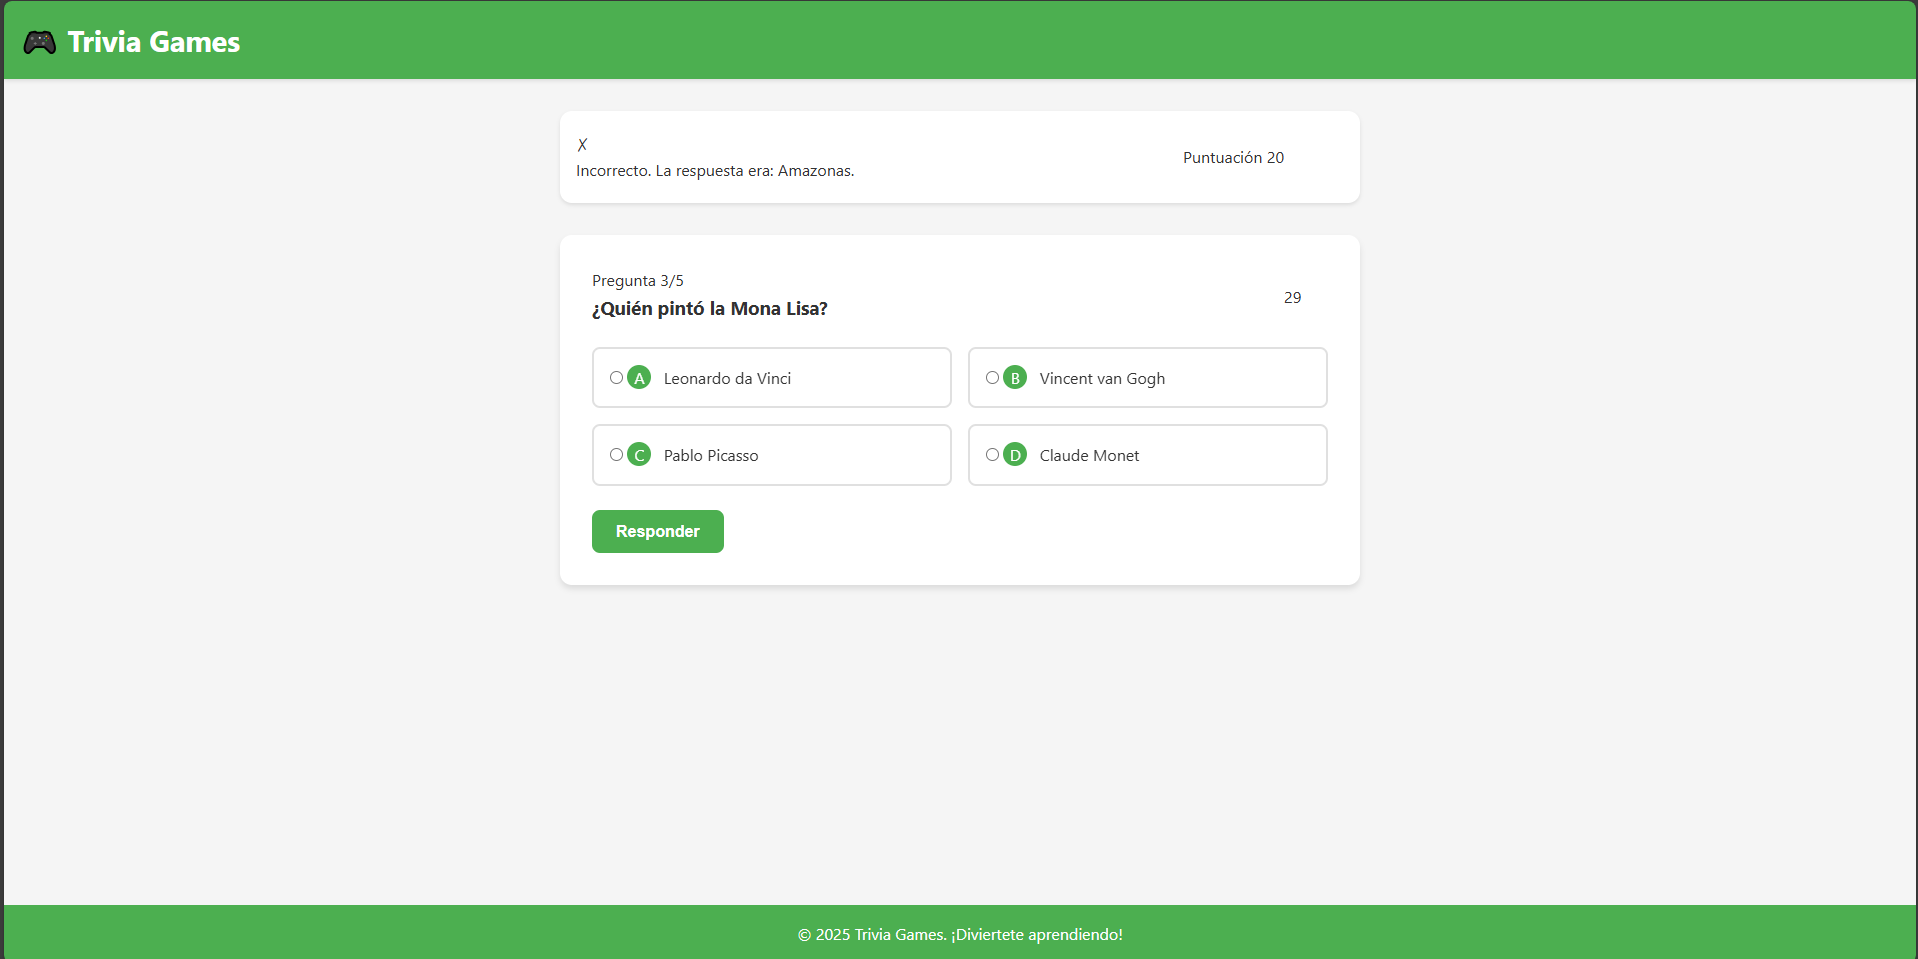 🎮 Trivia Games
✗
Incorrecto. La respuesta era: Amazonas.
Puntuación 20
Pregunta 3/5
¿Quién pintó la Mona Lisa?
29
A Leonardo da Vinci
B Vincent van Gogh
C Pablo Picasso
D Claude Monet
Responder
© 2025 Trivia Games. ¡Diviertete aprendiendo!